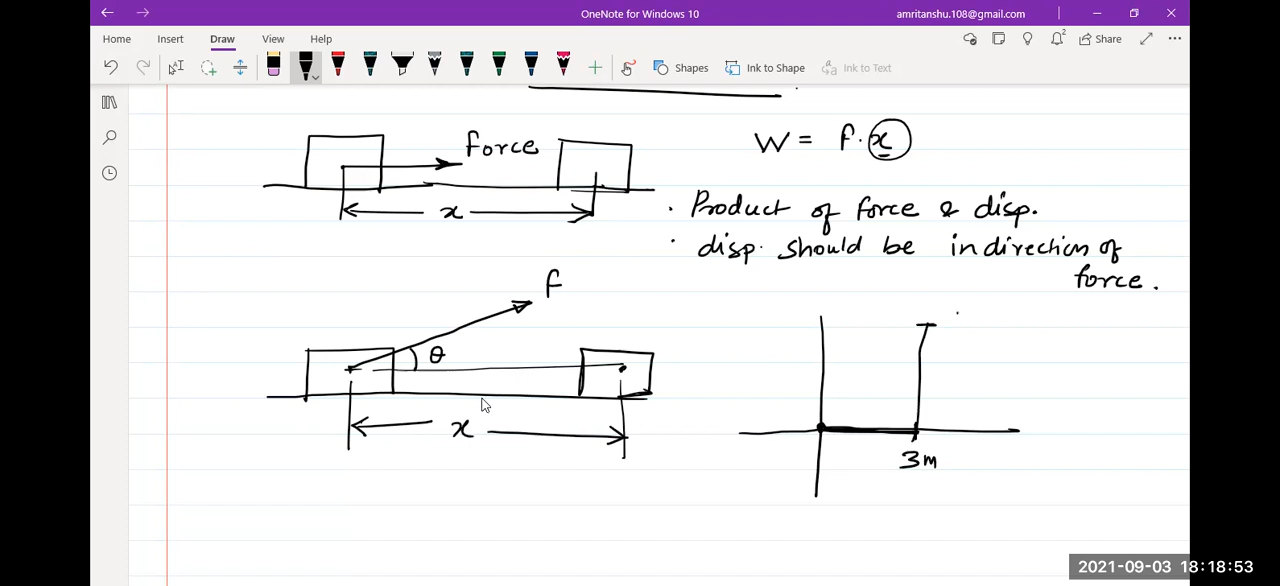 OneNote for Windows 10
amritanshu.108@gmail.com
Home Insert Draw View Help
Share
Shapes Ink to Shape Ink to Text
force
W = f.x
x
. Product of force & disp.
. disp. should be in direction of
force.
f
θ
x
3m
2021-09-03 18:18:53